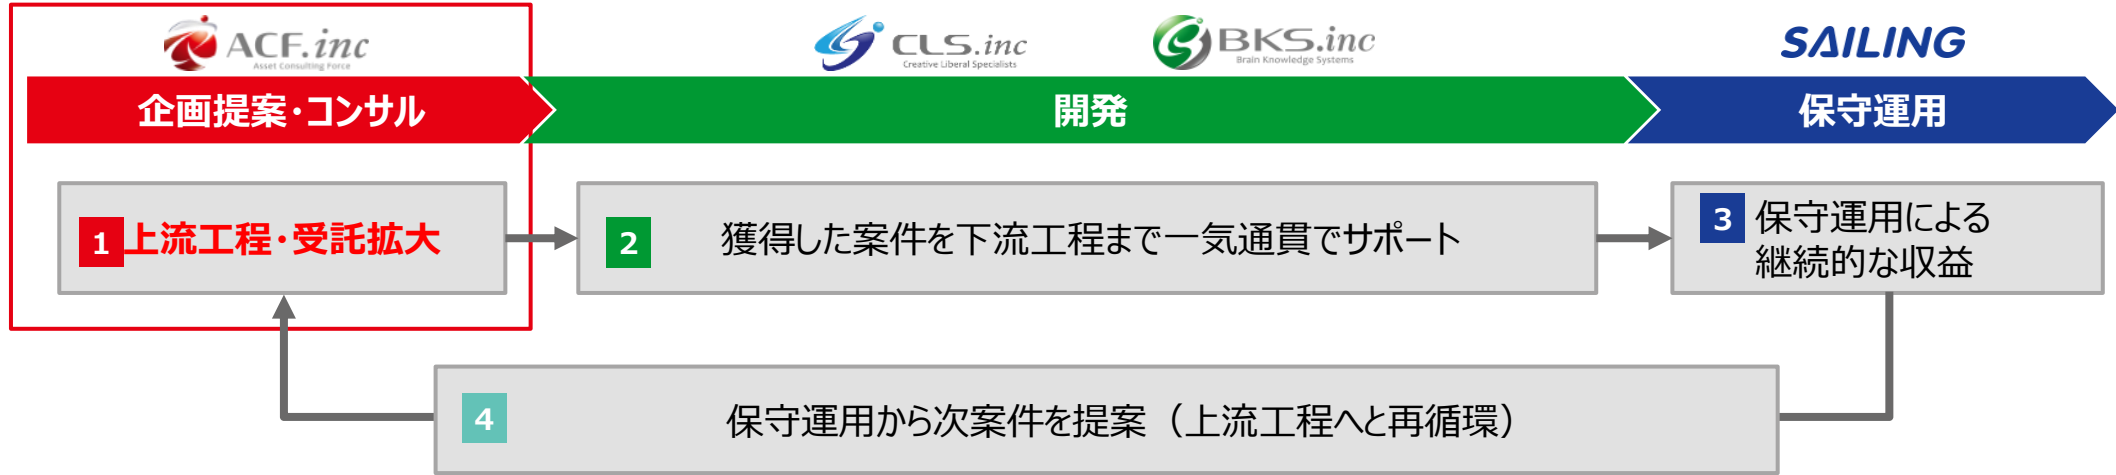 ACF.inc
Asset Consulting Force
CLS.inc
Creative Liberal Specialists
BKS.inc
Brain Knowledge Systems
SAILING
企画提案・コンサル
開発
保守運用
1 上流工程・受託拡大
2 獲得した案件を下流工程まで一気通貫でサポート
3 保守運用による
継続的な収益
4 保守運用から次案件を提案（上流工程へと再循環）